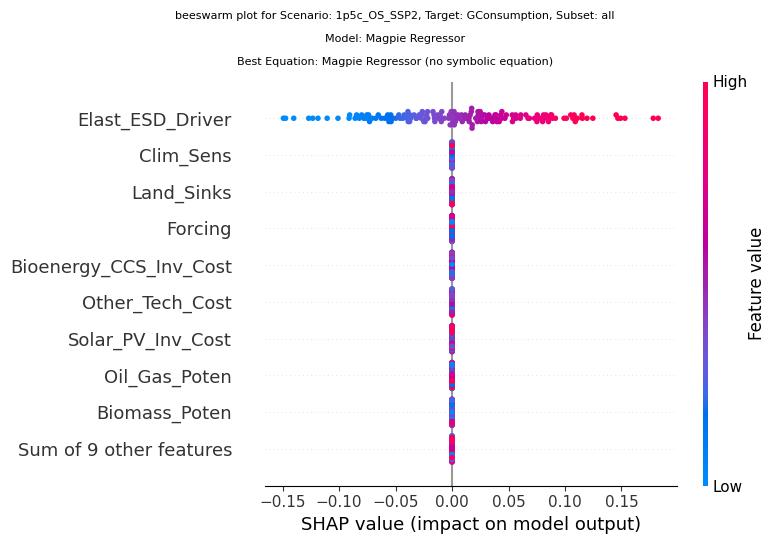 beeswarm plot for Scenario: 1p5c_OS_SSP2, Target: GConsumption, Subset: all
Model: Magpie Regressor
Best Equation: Magpie Regressor (no symbolic equation)
High
Elast_ESD_Driver
Clim_Sens
Land_Sinks
Forcing
Bioenergy_CCS_Inv_Cost
Other_Tech_Cost
Solar_PV_Inv_Cost
Oil_Gas_Poten
Biomass_Poten
Sum of 9 other features
Feature value
Low
−0.15 −0.10 −0.05 0.00 0.05 0.10 0.15
SHAP value (impact on model output)